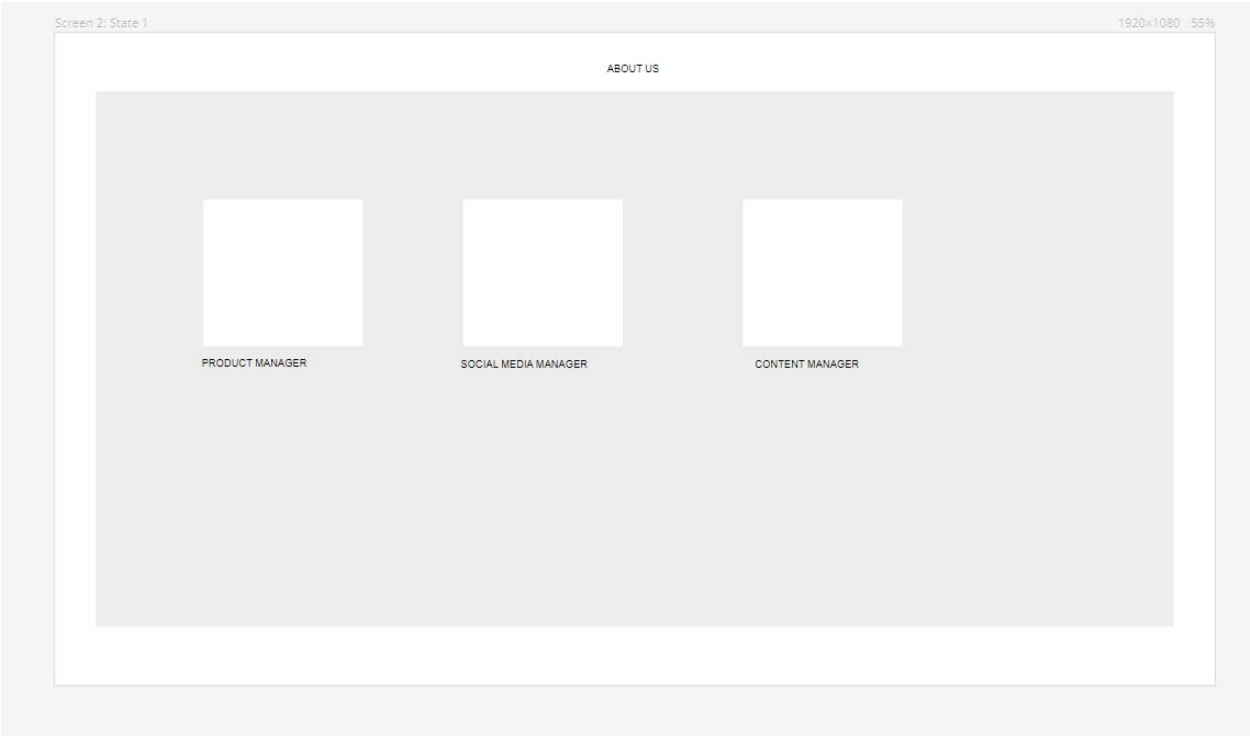 Screen 2: State 1
1920×1080 55%
ABOUT US
PRODUCT MANAGER
SOCIAL MEDIA MANAGER
CONTENT MANAGER